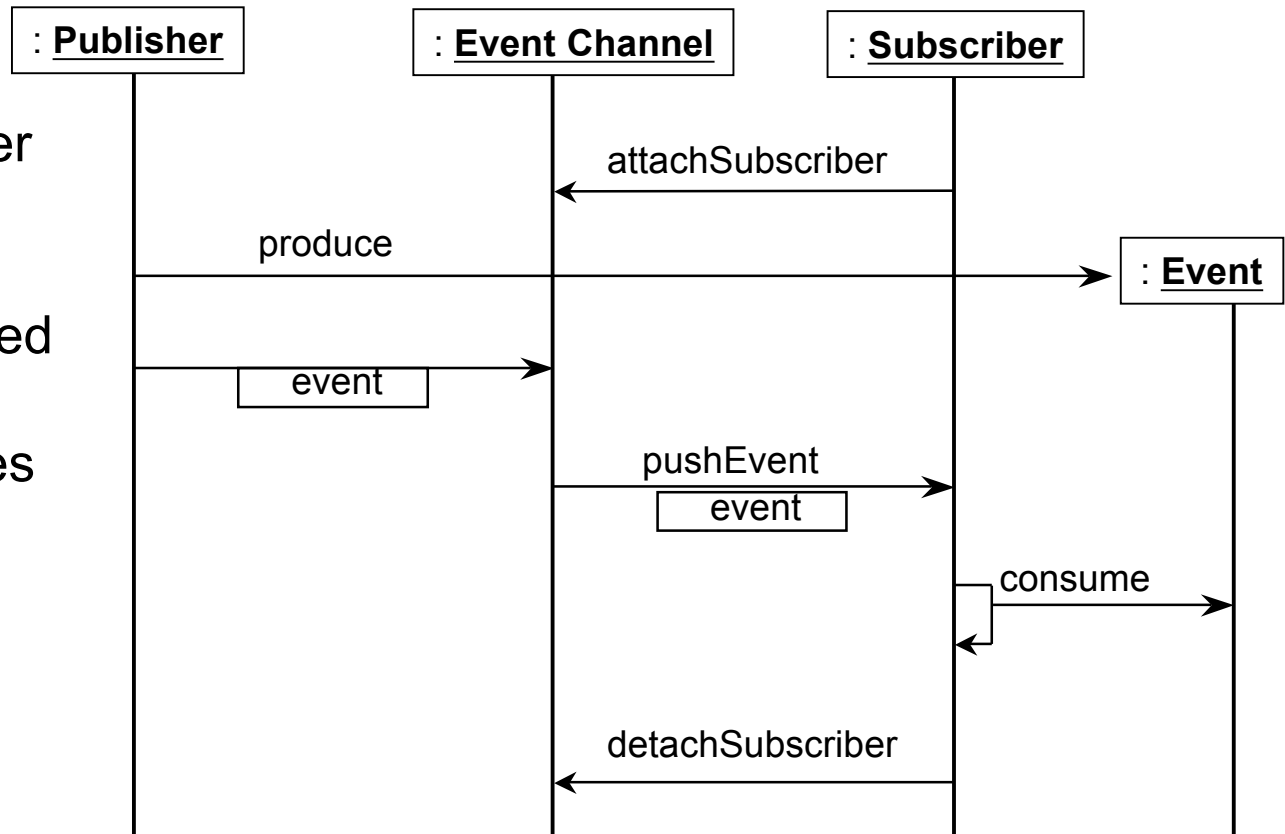 : Publisher
: Event Channel
: Subscriber
er
attachSubscriber
produce
: Event
ed
event
es
pushEvent
event
consume
detachSubscriber